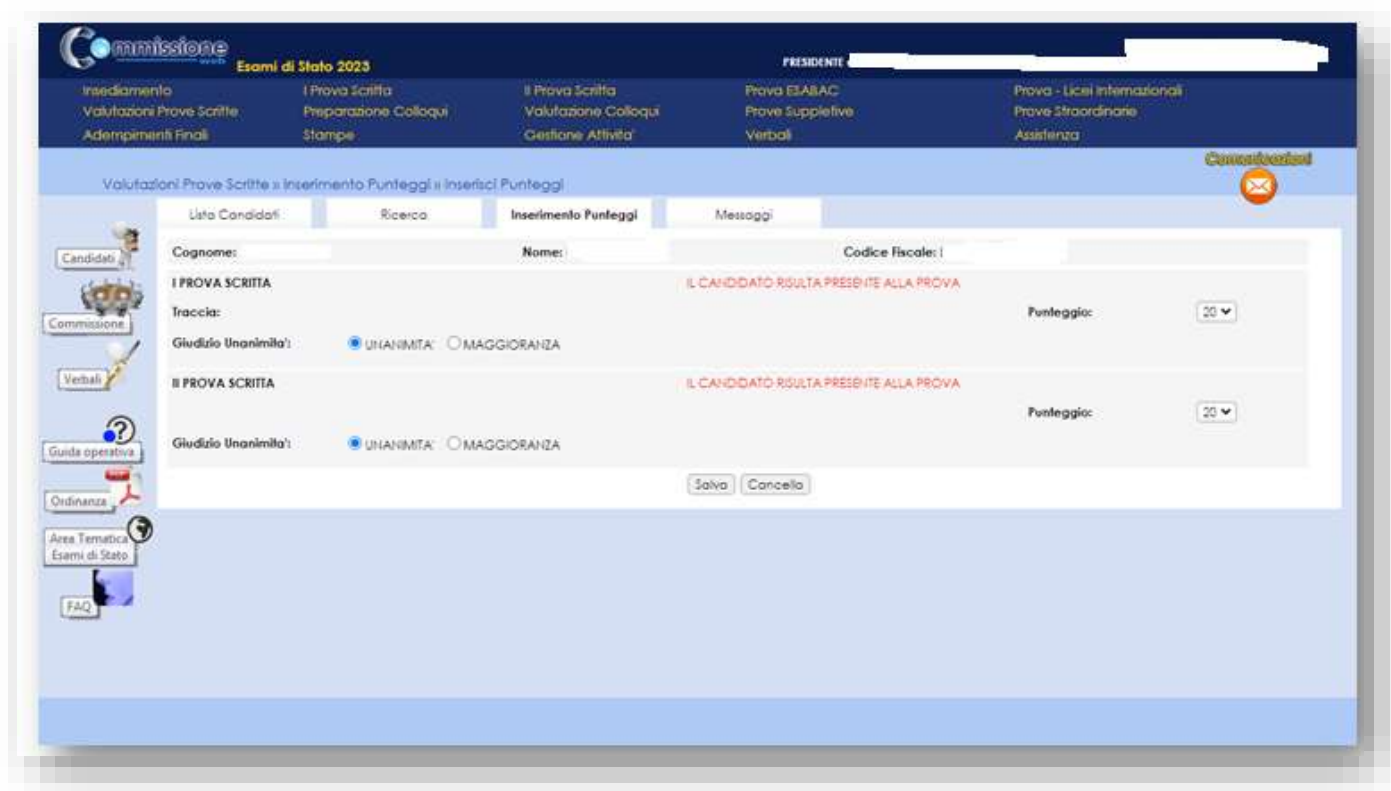 Commissione
web
Esami di Stato 2023
PRESIDENTE
Insediamento I Prova Scritta II Prova Scritta Prova ESABAC Prova - Licei Internazionali
Valutazioni Prove Scritte Preparazione Colloqui Valutazione Colloqui Prove Suppletive Prove Straordinarie
Adempimenti Finali Stampe Gestione Attivita' Verbali Assistenza
Comunicazioni
Valutazioni Prove Scritte » Inserimento Punteggi » Inserisci Punteggi
Lista Candidati Ricerca Inserimento Punteggi Messaggi
Cognome: Nome: Codice Fiscale:
I PROVA SCRITTA IL CANDIDATO RISULTA PRESENTE ALLA PROVA
Traccia: Punteggio: 20
Giudizio Unanimita': UNANIMITA' MAGGIORANZA
II PROVA SCRITTA IL CANDIDATO RISULTA PRESENTE ALLA PROVA
Punteggio: 20
Giudizio Unanimita': UNANIMITA' MAGGIORANZA
Salva Cancella
Candidati
Commissione
Verbali
Guida operativa
PDF
Ordinanza
Area Tematica
Esami di Stato
FAQ